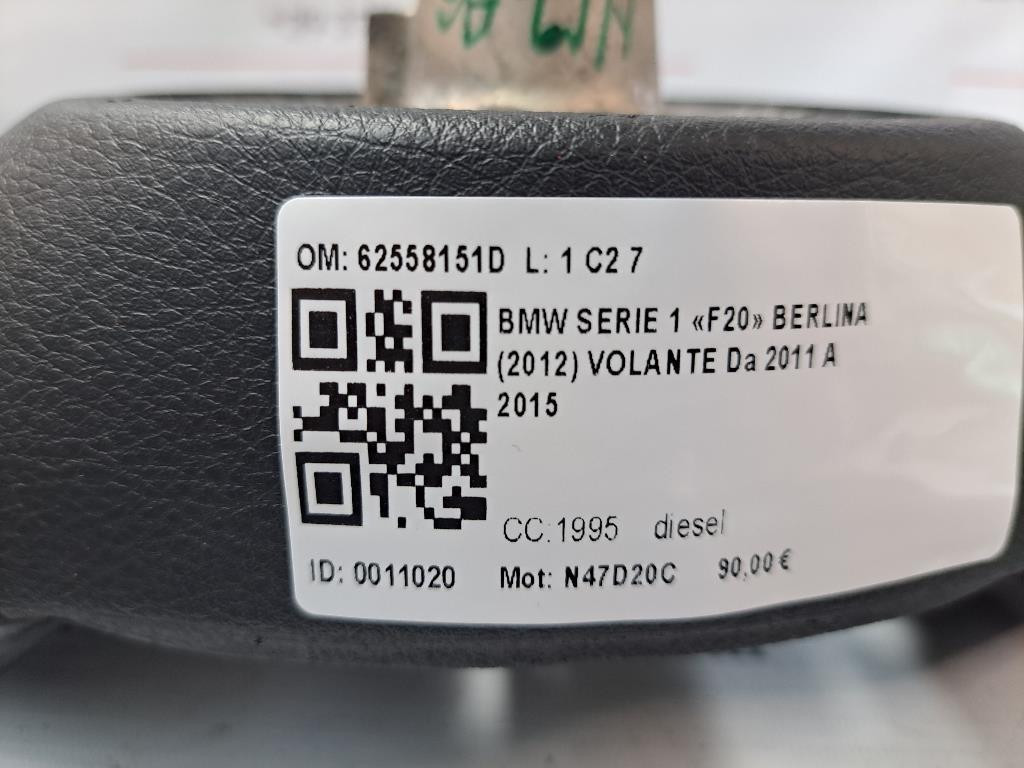 OM: 62558151D L: 1 C2 7
BMW SERIE 1 «F20» BERLINA
(2012) VOLANTE Da 2011 A
2015
CC:1995 diesel
ID: 0011020 Mot: N47D20C 90,00 €